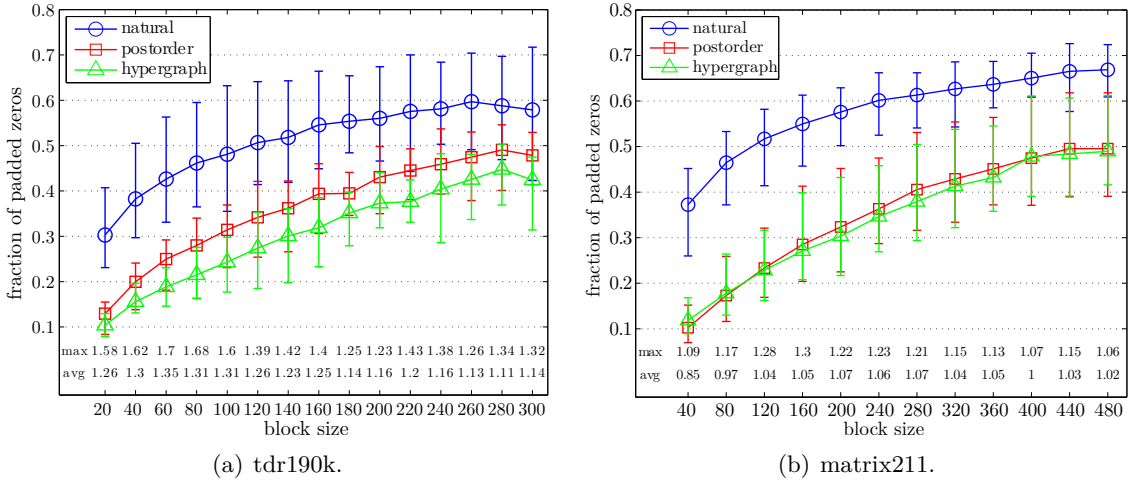 0.8
0.7
0.6
0.5
0.4
0.3
0.2
0.1
fraction of padded zeros
natural
postorder
hypergraph
max 1.58 1.62 1.7 1.68 1.6 1.39 1.42 1.4 1.25 1.23 1.43 1.38 1.26 1.34 1.32
avg 1.26 1.3 1.35 1.31 1.31 1.26 1.23 1.25 1.14 1.16 1.2 1.16 1.13 1.11 1.14
20 40 60 80 100 120 140 160 180 200 220 240 260 280 300
block size
(a) tdr190k.
0.8
0.7
0.6
0.5
0.4
0.3
0.2
0.1
fraction of padded zeros
natural
postorder
hypergraph
max 1.09 1.17 1.28 1.3 1.22 1.23 1.21 1.15 1.13 1.07 1.15 1.06
avg 0.85 0.97 1.04 1.05 1.07 1.06 1.07 1.04 1.05 1 1.03 1.02
40 80 120 160 200 240 280 320 360 400 440 480
block size
(b) matrix211.